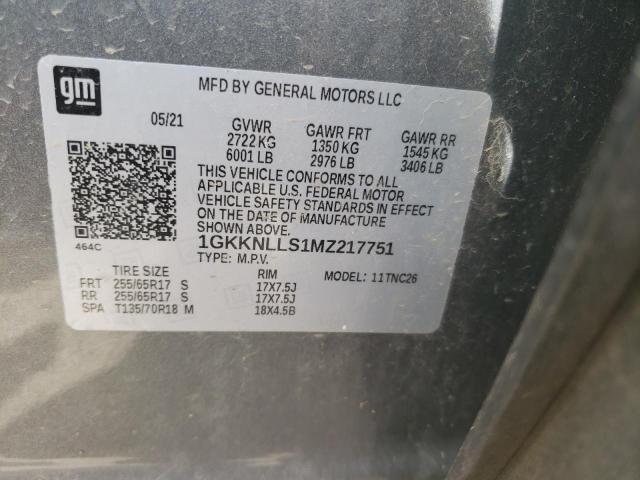 gm
MFD BY GENERAL MOTORS LLC
05/21
GVWR GAWR FRT GAWR RR
2722 KG 1350 KG 1545 KG
6001 LB 2976 LB 3406 LB
THIS VEHICLE CONFORMS TO ALL
APPLICABLE U.S. FEDERAL MOTOR
VEHICLE SAFETY STANDARDS IN EFFECT
ON THE DATE OF MANUFACTURE
SHOWN ABOVE.
464C
1GKKNLLS1MZ217751
TYPE: M.P.V. MODEL: 11TNC26
TIRE SIZE RIM
FRT 255/65R17 S 17X7.5J
RR 255/65R17 S 17X7.5J
SPA T135/70R18 M 18X4.5B